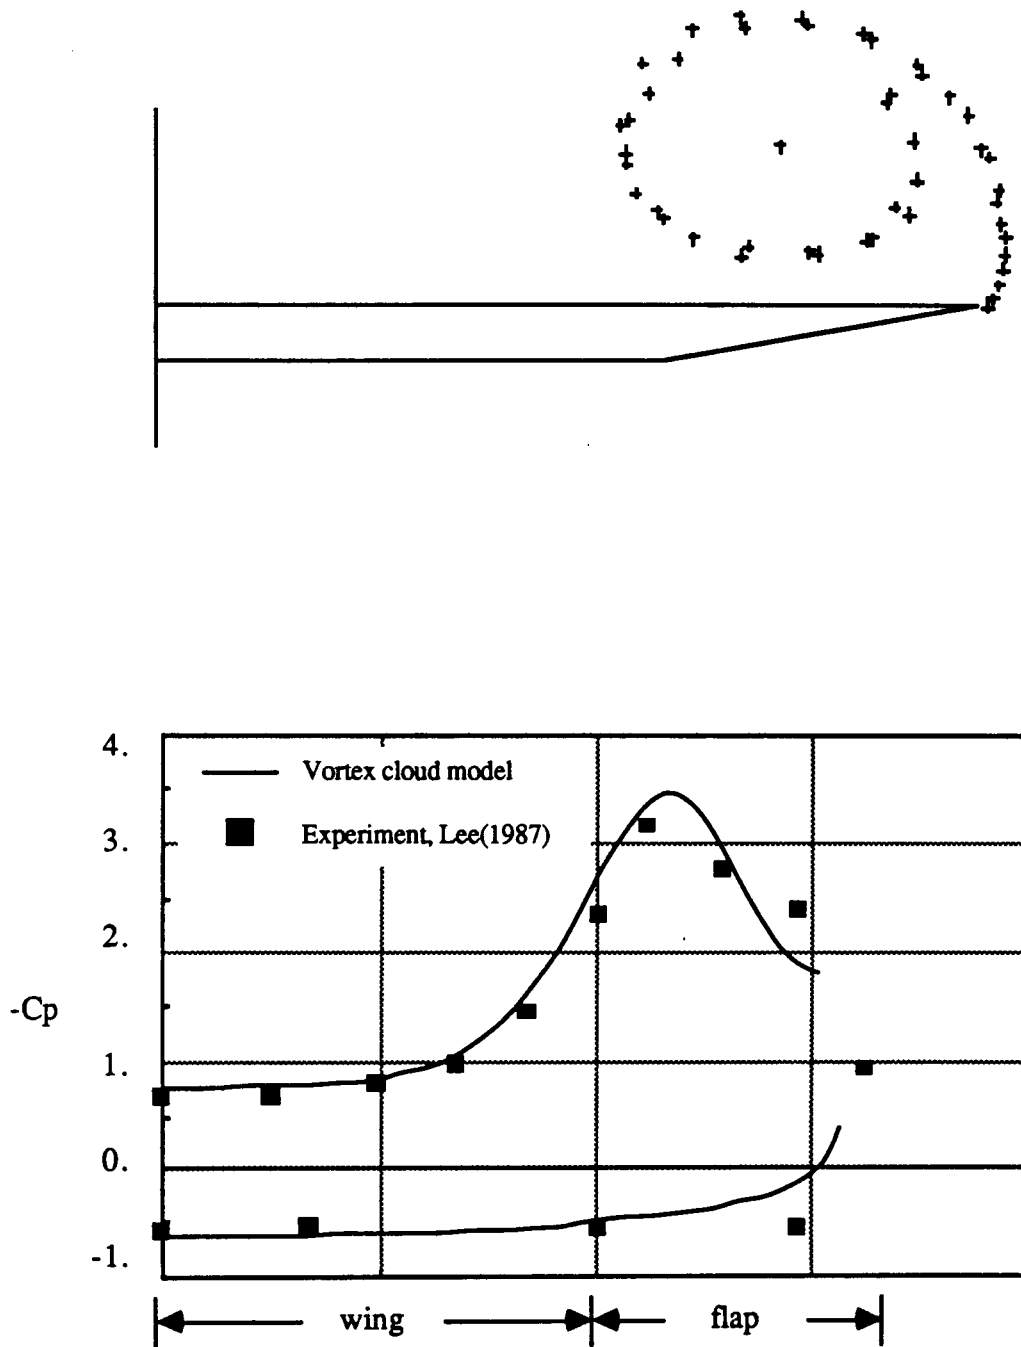 4.
Vortex cloud model
Experiment, Lee(1987)
3.
2.
-Cp
1.
0.
-1.
wing
flap